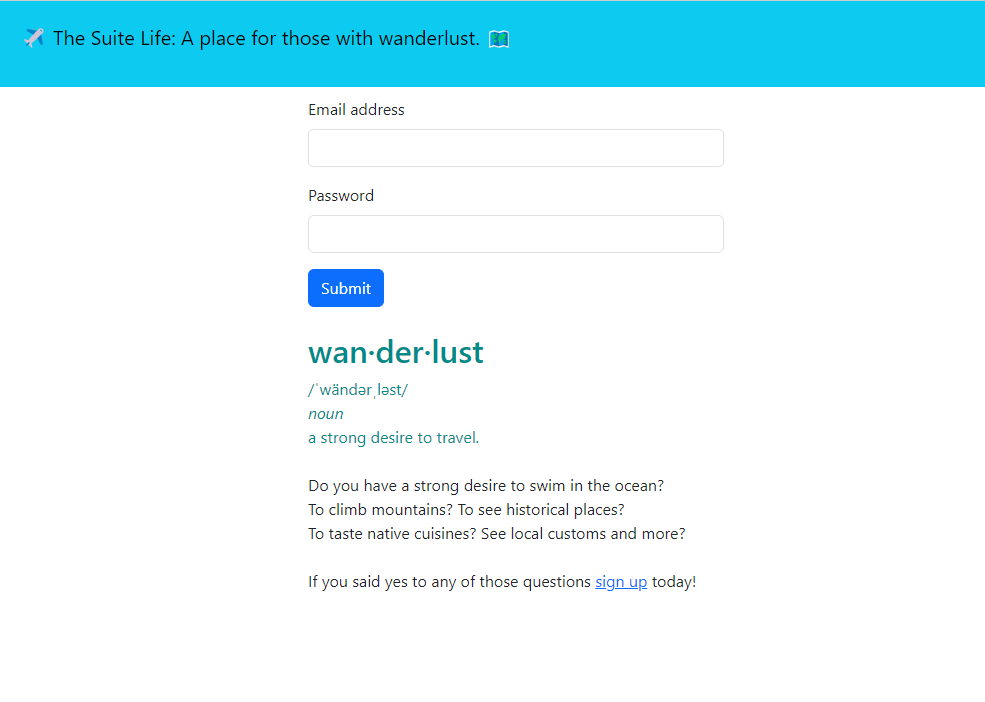 ✈️ The Suite Life: A place for those with wanderlust. 🗺️
Email address
Password
Submit
wan·der·lust
/ˈwändərˌləst/
noun
a strong desire to travel.
Do you have a strong desire to swim in the ocean?
To climb mountains? To see historical places?
To taste native cuisines? See local customs and more?
If you said yes to any of those questions sign up today!